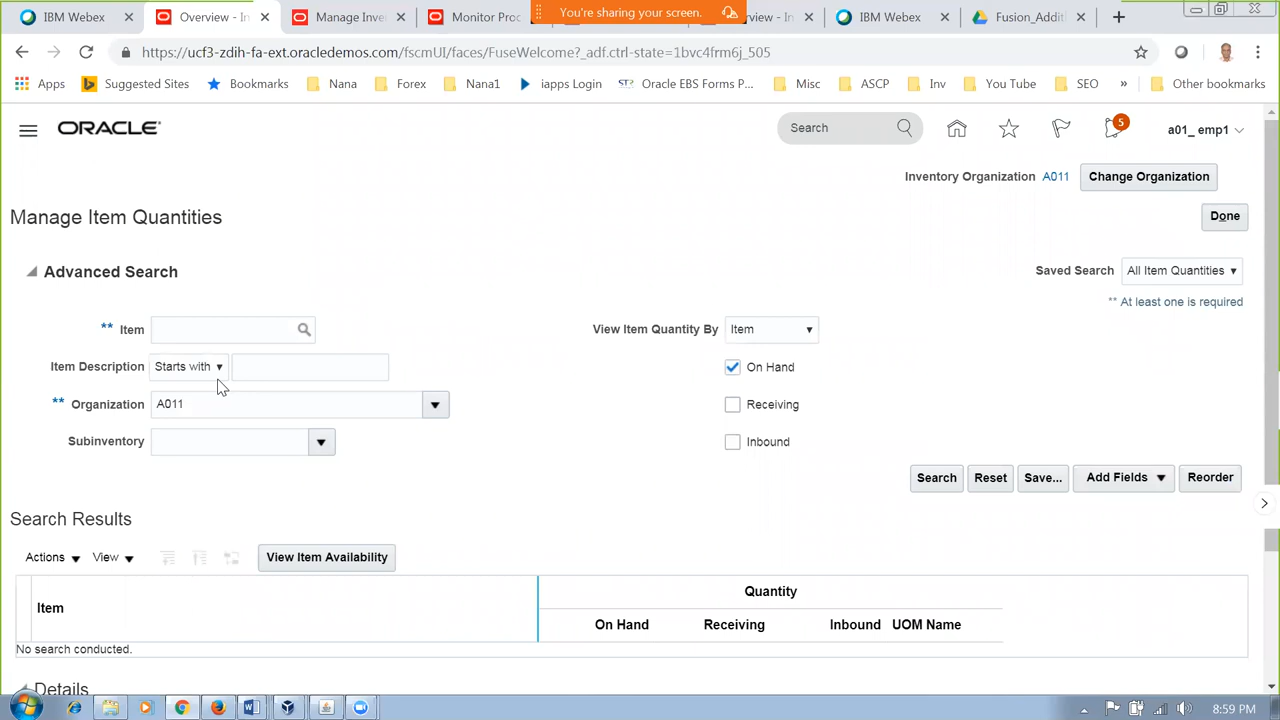 IBM Webex
Overview - In
Manage Inve
Monitor Proc
You're sharing your screen.
view - In
IBM Webex
Fusion_Additi
https://ucf3-zdih-fa-ext.oracledemos.com/fscmUI/faces/FuseWelcome?_adf.ctrl-state=1bvc4frm6j_505
Apps
Suggested Sites
Bookmarks
Nana
Forex
Nana1
iapps Login
Oracle EBS Forms P...
Misc
ASCP
Inv
You Tube
SEO
»
Other bookmarks
ORACLE
Search
5
a01_ emp1
Inventory Organization A011
Change Organization
Manage Item Quantities
Done
Advanced Search
Saved Search All Item Quantities
** At least one is required
** Item
View Item Quantity By Item
Item Description Starts with
On Hand
** Organization A011
Receiving
Subinventory
Inbound
Search
Reset
Save...
Add Fields
Reorder
Search Results
Actions
View
View Item Availability
Item
Quantity
On Hand
Receiving
Inbound
UOM Name
No search conducted.
Details
8:59 PM